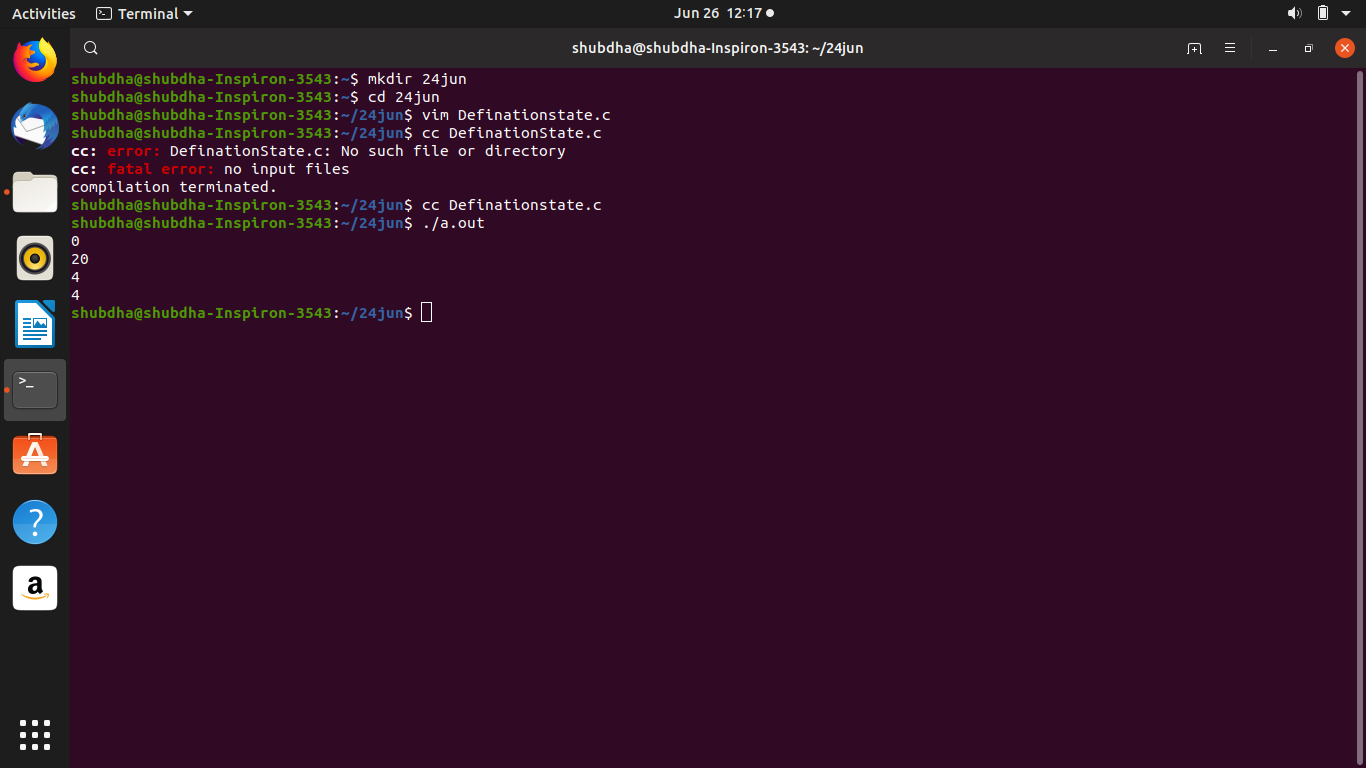 Activities
Terminal
Jun 26 12:17
shubdha@shubdha-Inspiron-3543: ~/24jun
shubdha@shubdha-Inspiron-3543:~$ mkdir 24jun
shubdha@shubdha-Inspiron-3543:~$ cd 24jun
shubdha@shubdha-Inspiron-3543:~/24jun$ vim Definationstate.c
shubdha@shubdha-Inspiron-3543:~/24jun$ cc DefinationState.c
cc: error: DefinationState.c: No such file or directory
cc: fatal error: no input files
compilation terminated.
shubdha@shubdha-Inspiron-3543:~/24jun$ cc Definationstate.c
shubdha@shubdha-Inspiron-3543:~/24jun$ ./a.out
0
20
4
4
shubdha@shubdha-Inspiron-3543:~/24jun$